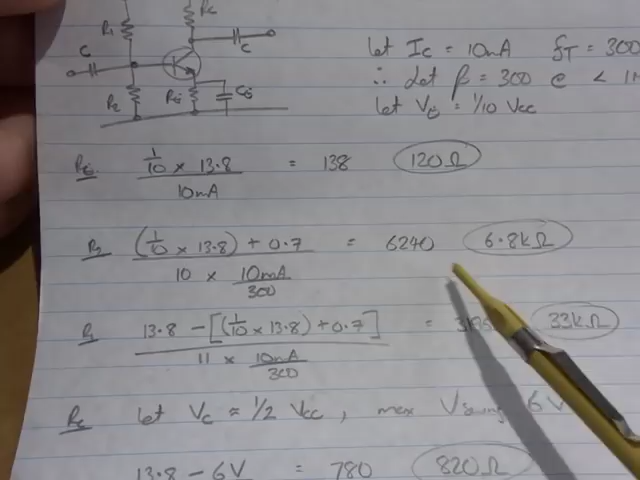 Rc
R1
C
C
R2
RE
CE
let Ic = 10mA fT = 300
∴ let β = 300 @ < 1M
let VE = 1/10 Vcc
RE 1/10 × 13.8 / 10mA = 138 120Ω
R2 (1/10 × 13.8) + 0.7 / 10 × 10mA/300 = 6240 6.8kΩ
R1 13.8 - [(1/10 × 13.8) + 0.7] / 11 × 10mA/300 = 33kΩ
Rc let Vc ≈ 1/2 Vcc, max Vswing 6V
13.8 - 6V = 780 820Ω